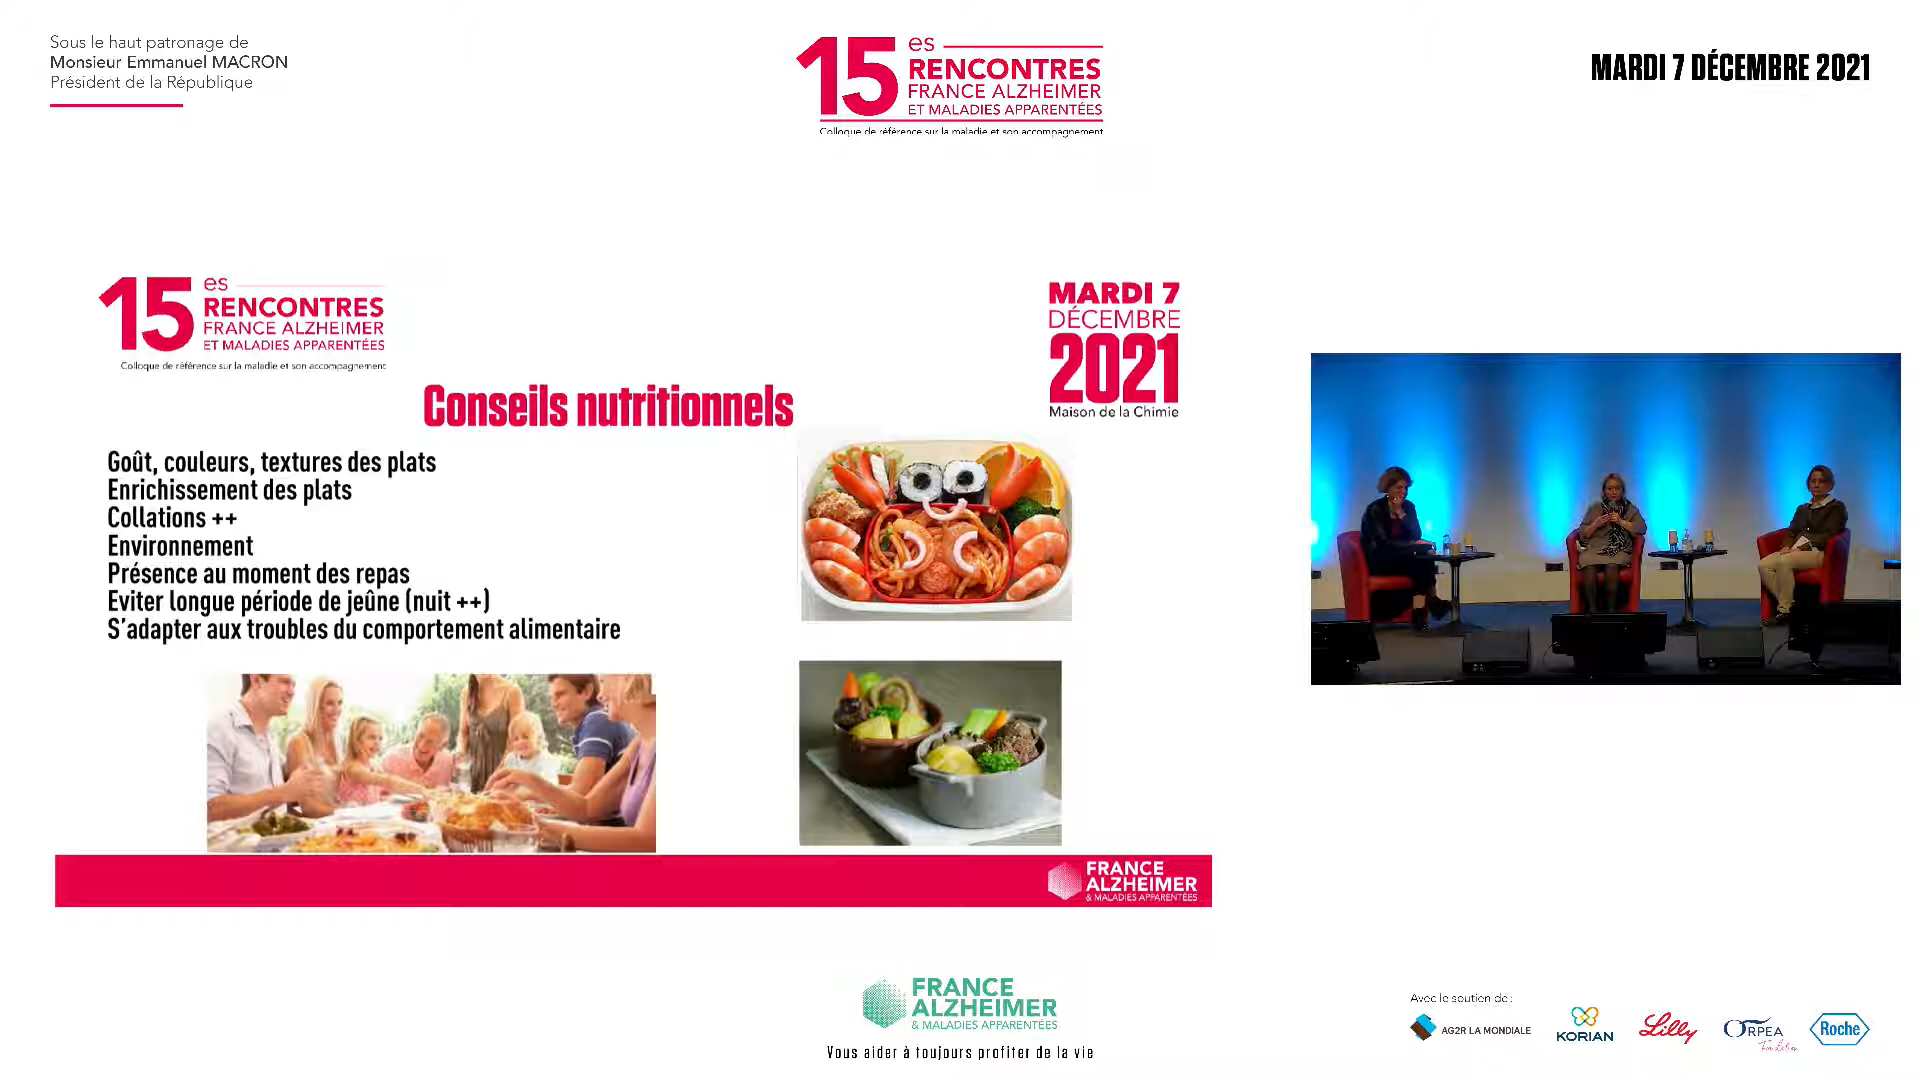 Sous le haut patronage de
Monsieur Emmanuel MACRON
Président de la République
15es
RENCONTRES
FRANCE ALZHEIMER
ET MALADIES APPARENTÉES
Colloque de référence sur la maladie et son accompagnement
MARDI 7 DÉCEMBRE 2021
15es
RENCONTRES
FRANCE ALZHEIMER
ET MALADIES APPARENTÉES
Colloque de référence sur la maladie et son accompagnement
MARDI 7
DÉCEMBRE
2021
Maison de la Chimie
Conseils nutritionnels
Goût, couleurs, textures des plats
Enrichissement des plats
Collations ++
Environnement
Présence au moment des repas
Eviter longue période de jeûne (nuit ++)
S'adapter aux troubles du comportement alimentaire
FRANCE
ALZHEIMER
& MALADIES APPARENTÉES
FRANCE
ALZHEIMER
& MALADIES APPARENTÉES
Vous aider à toujours profiter de la vie
Avec le soutien de :
AG2R LA MONDIALE
KORIAN
Lilly
ORPEA
Fondation
Roche